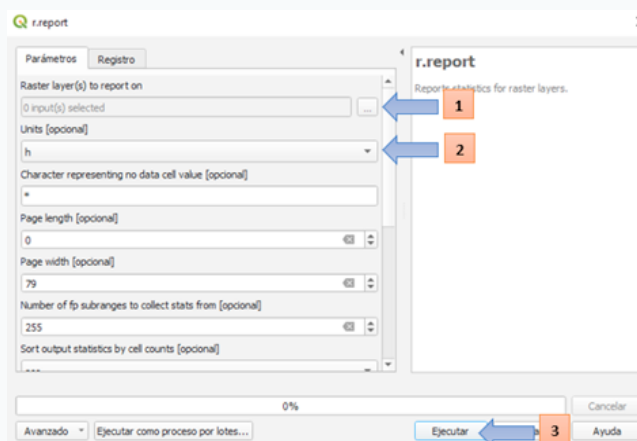 r.report
Parámetros
Registro
Raster layer(s) to report on
0 input(s) selected
...
1
Units [opcional]
h
2
Character representing no data cell value [opcional]
*
Page length [opcional]
0
Page width [opcional]
79
Number of fp subranges to collect stats from [opcional]
255
Sort output statistics by cell counts [opcional]
r.report
Reports statistics for raster layers.
0%
Cancelar
Avanzado
Ejecutar como proceso por lotes...
Ejecutar
3
Ayuda